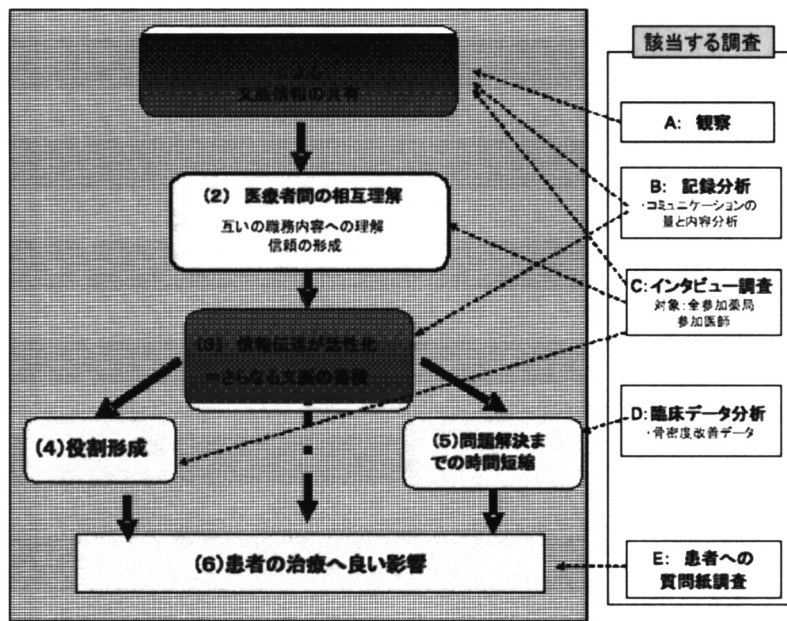 文脈情報の共有
(2) 医療者間の相互理解
互いの職務内容への理解
信頼の形成
(3) 情報伝達が活性化
＝さらなる文脈の蓄積
(4)役割形成
(5)問題解決ま
での時間短縮
(6)患者の治療へ良い影響
該当する調査
A: 観察
B: 記録分析
・コミュニケーションの
量と内容分析
C:インタビュー調査
対象:全参加薬局
参加医師
D:臨床データ分析
・骨密度改善データ
E: 患者への
質問紙調査